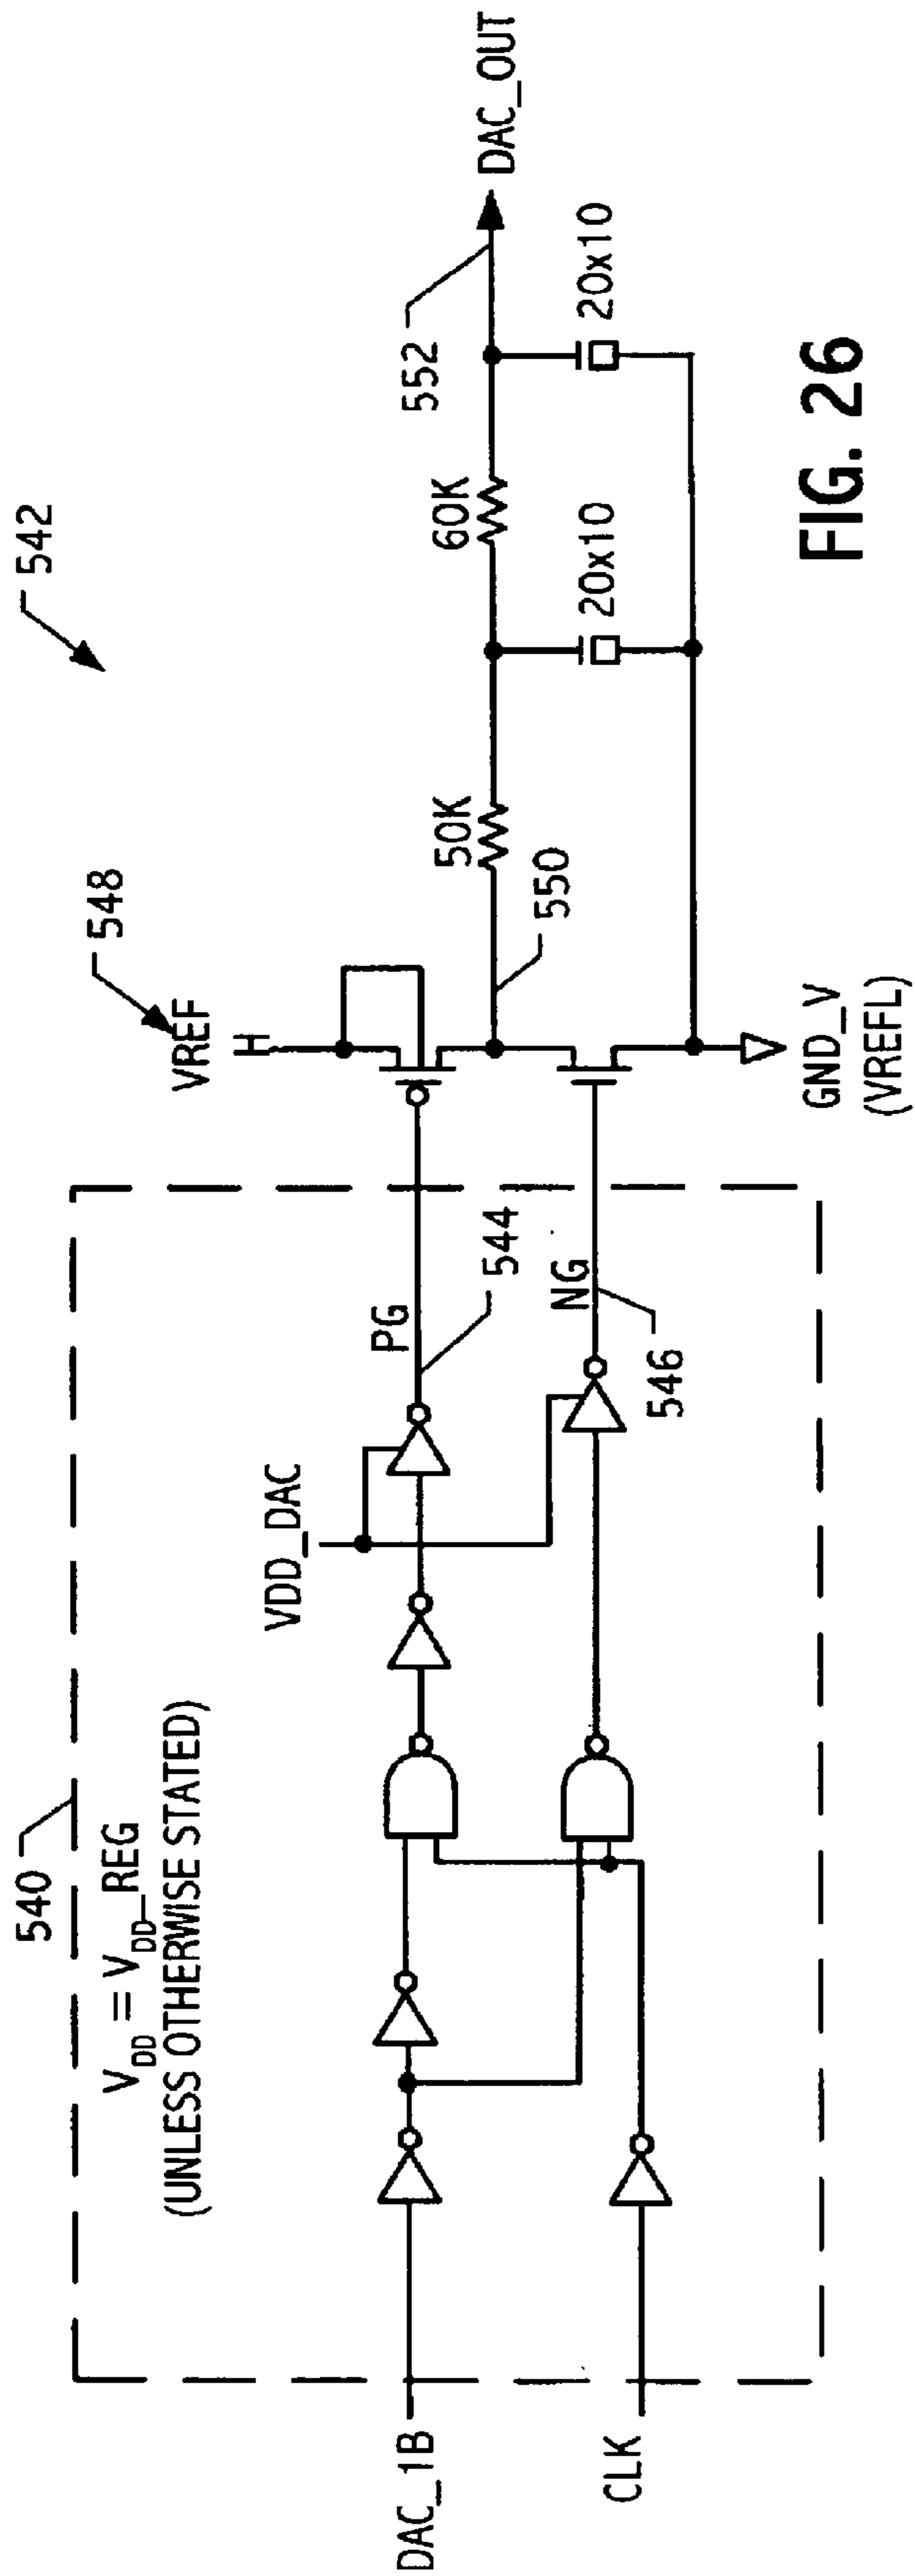 542
548
VREF
H
540
V_DD = V_DD_REG
(UNLESS OTHERWISE STATED)
VDD_DAC
PG
544
NG
546
DAC_1B
CLK
50K
60K
550
552
DAC_OUT
20x10
20x10
GND_V
(VREFL)
FIG. 26